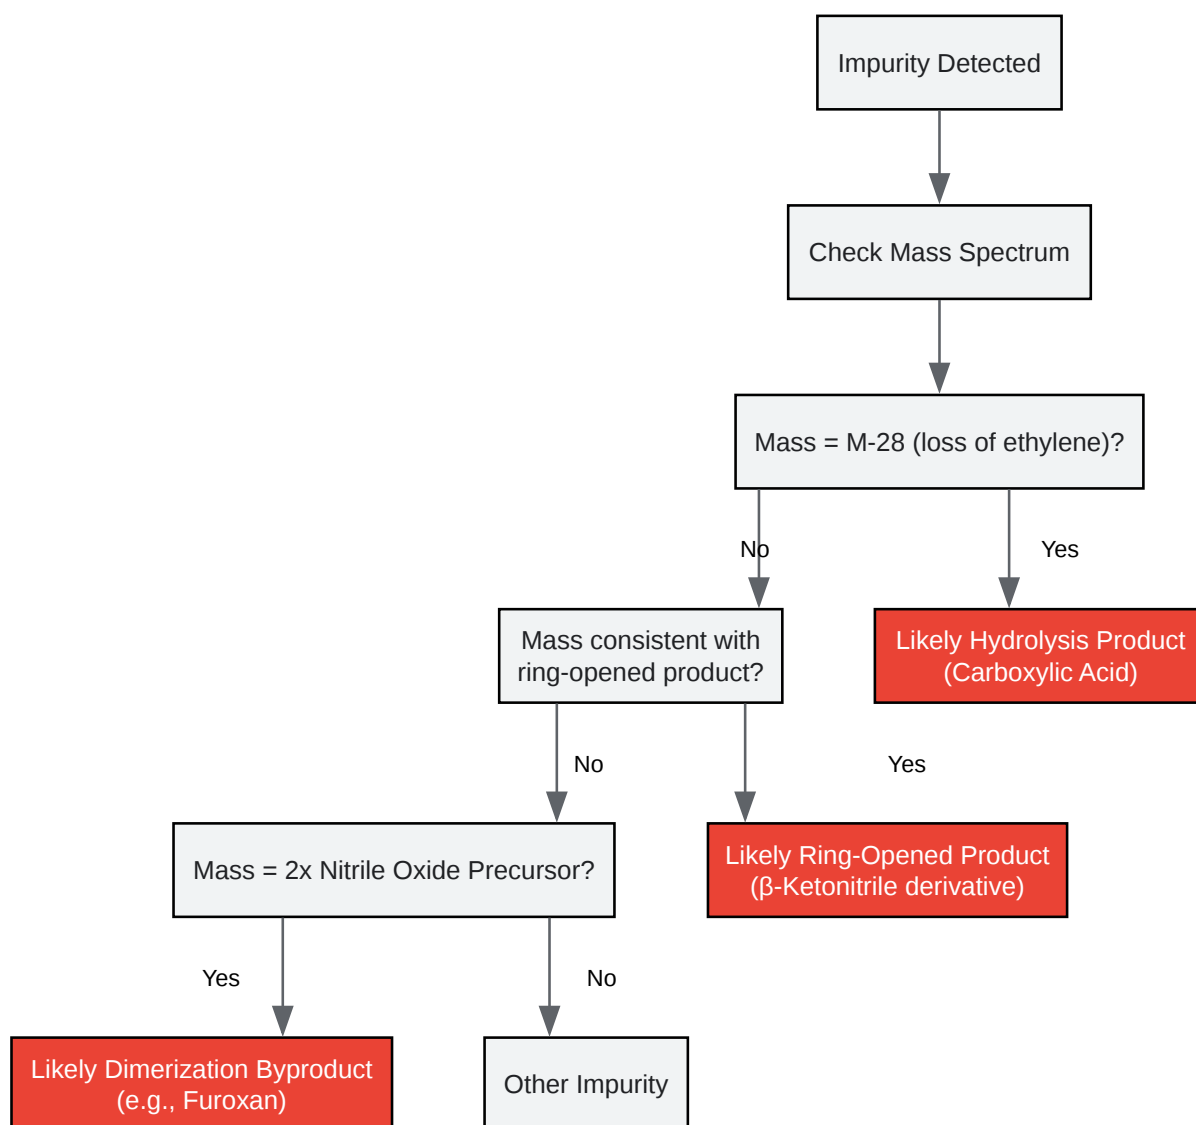 Impurity Detected
Check Mass Spectrum
Mass = M-28 (loss of ethylene)?
No
Yes
Mass consistent with
ring-opened product?
Likely Hydrolysis Product
(Carboxylic Acid)
No
Yes
Mass = 2x Nitrile Oxide Precursor?
Likely Ring-Opened Product
(β-Ketonitrile derivative)
Yes
No
Likely Dimerization Byproduct
(e.g., Furoxan)
Other Impurity